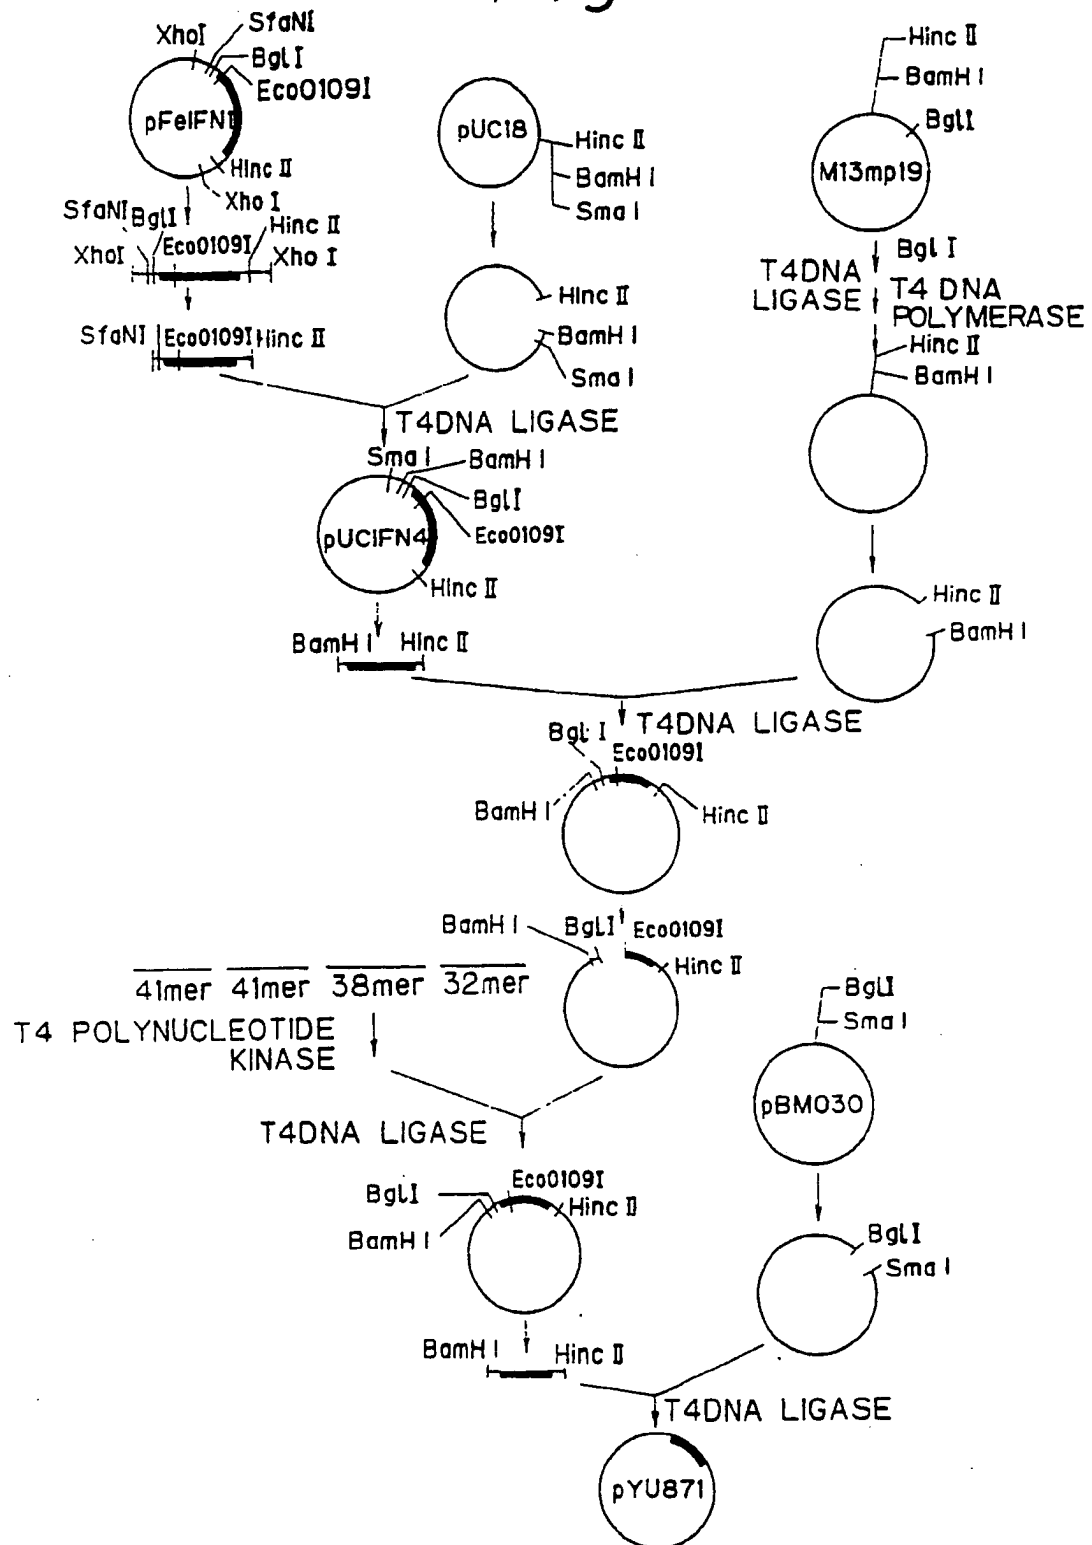 XhoI
SfaNI
BglI
Eco0109I
pFeIFN1
Hinc II
Xho I
pUC18
Hinc II
BamH I
Sma I
Hinc II
BamH I
BglI
M13mp19
SfaNI
BglI
Eco0109I
Hinc II
XhoI
Xho I
SfaNI
Eco0109I
Hinc II
Hinc II
BamH I
Sma I
Bgl I
T4DNA
LIGASE
T4 DNA
POLYMERASE
Hinc II
BamH I
T4DNA LIGASE
Sma I
BamH I
BglI
Eco0109I
pUCIFN4
Hinc II
BamH I
Hinc II
Hinc II
BamH I
T4DNA LIGASE
Bgl I
Eco0109I
BamH I
Hinc II
BamH I
BglI
Eco0109I
Hinc II
41mer 41mer 38mer 32mer
T4 POLYNUCLEOTIDE
KINASE
BglI
Sma I
pBM030
T4DNA LIGASE
Eco0109I
BglI
Hinc II
BamH I
BglI
Sma I
BamH I
Hinc II
T4DNA LIGASE
pYU871